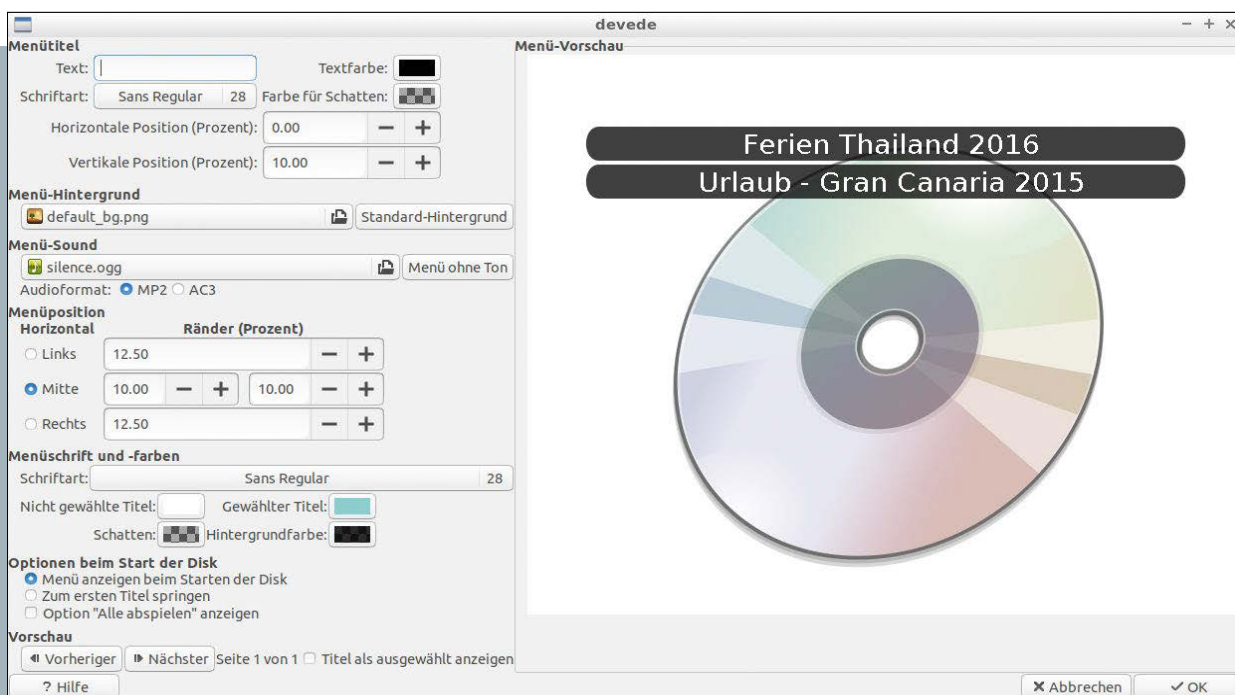 devede
Menütitel
Text:
Textfarbe:
Schriftart: Sans Regular 28 Farbe für Schatten:
Horizontale Position (Prozent): 0.00
Vertikale Position (Prozent): 10.00
Menü-Hintergrund
default_bg.png Standard-Hintergrund
Menü-Sound
silence.ogg Menü ohne Ton
Audioformat: MP2 AC3
Menüposition
Horizontal Ränder (Prozent)
Links 12.50
Mitte 10.00 10.00
Rechts 12.50
Menüschrift und -farben
Schriftart: Sans Regular 28
Nicht gewählte Titel: Gewählter Titel:
Schatten: Hintergrundfarbe:
Optionen beim Start der Disk
Menü anzeigen beim Starten der Disk
Zum ersten Titel springen
Option "Alle abspielen" anzeigen
Vorschau
Vorheriger Nächster Seite 1 von 1 Titel als ausgewählt anzeigen
? Hilfe
Menü-Vorschau
Ferien Thailand 2016
Urlaub - Gran Canaria 2015
Abbrechen OK